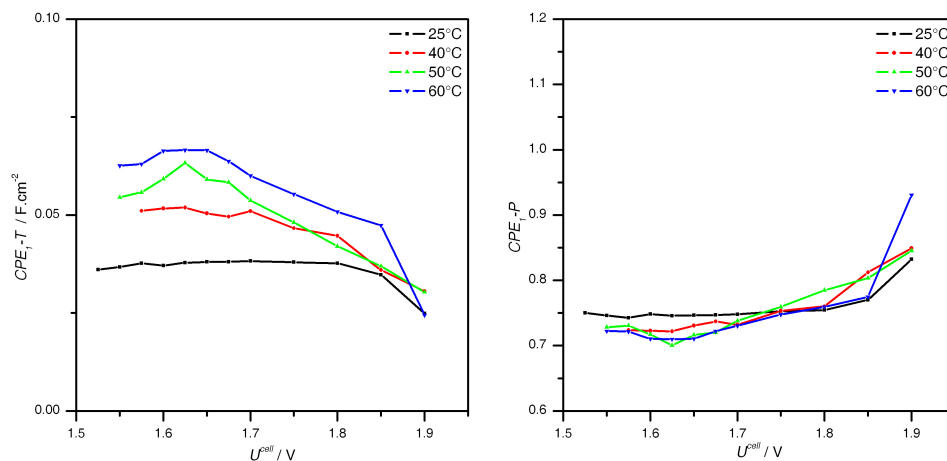 0.10
0.05
0.00
CPE₁-T / F.cm⁻²
25°C
40°C
50°C
60°C
1.5 1.6 1.7 1.8 1.9
Uᶜᵉˡˡ / V
1.2
1.1
1.0
0.9
0.8
0.7
0.6
CPE₁-P
25°C
40°C
50°C
60°C
1.5 1.6 1.7 1.8 1.9
Uᶜᵉˡˡ / V